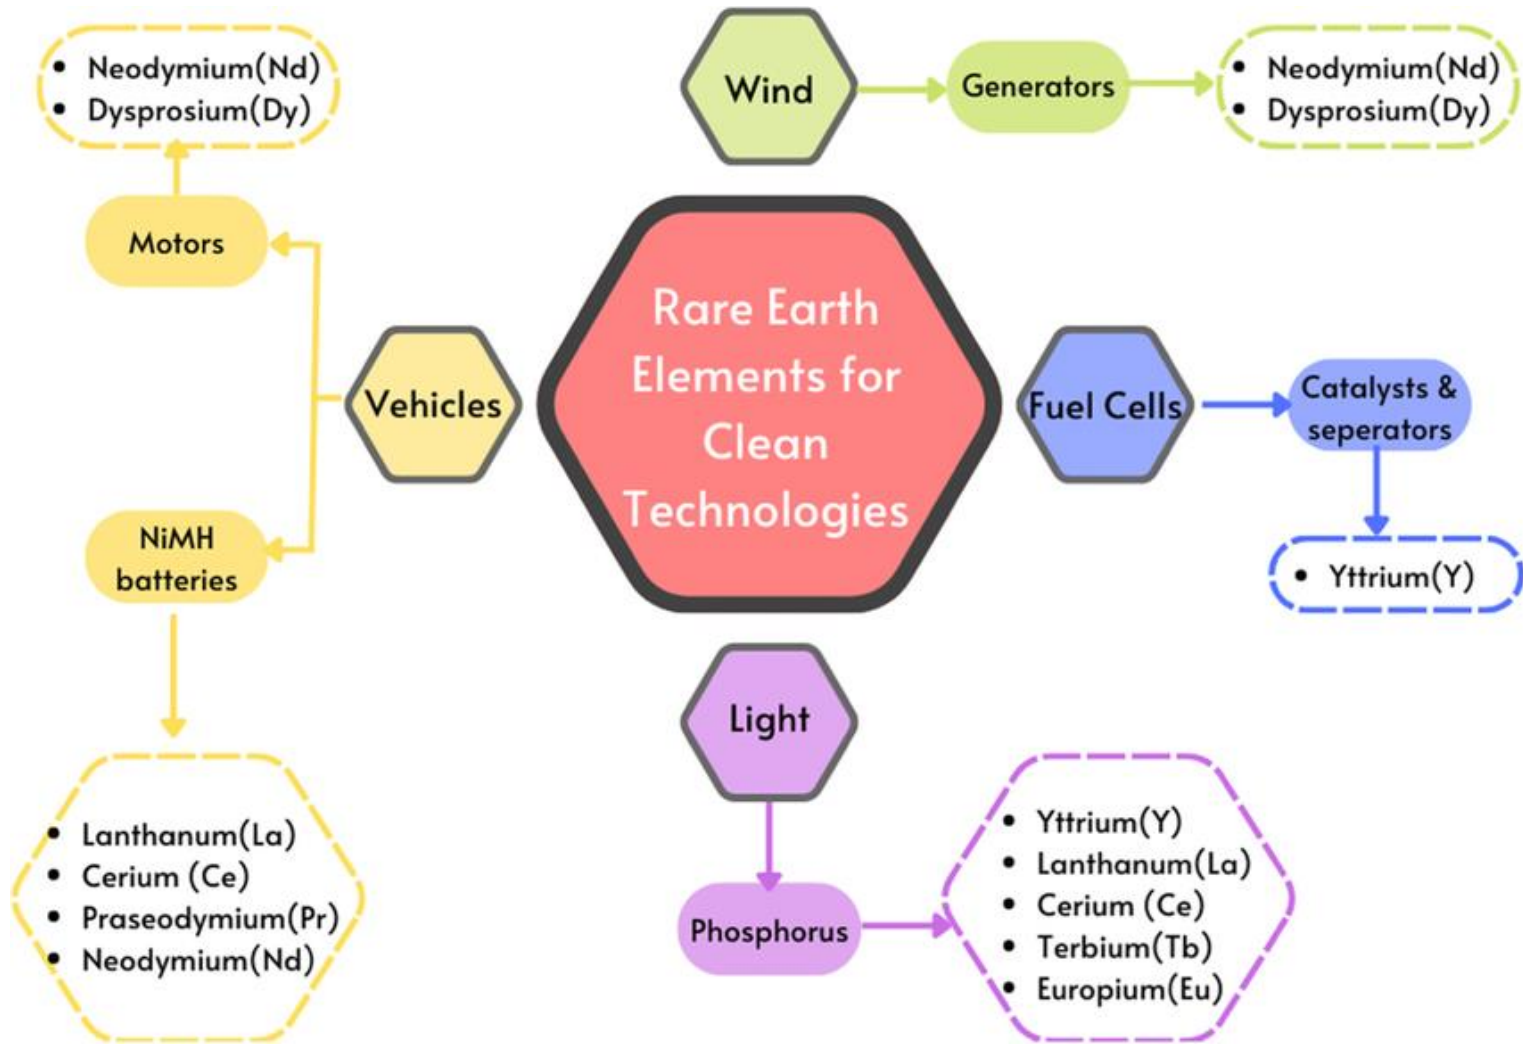 Rare Earth
Elements for
Clean
Technologies
Wind
Generators
• Neodymium(Nd)
• Dysprosium(Dy)
Fuel Cells
Catalysts &
seperators
• Yttrium(Y)
Light
Phosphorus
• Yttrium(Y)
• Lanthanum(La)
• Cerium (Ce)
• Terbium(Tb)
• Europium(Eu)
Vehicles
Motors
• Neodymium(Nd)
• Dysprosium(Dy)
NiMH
batteries
• Lanthanum(La)
• Cerium (Ce)
• Praseodymium(Pr)
• Neodymium(Nd)